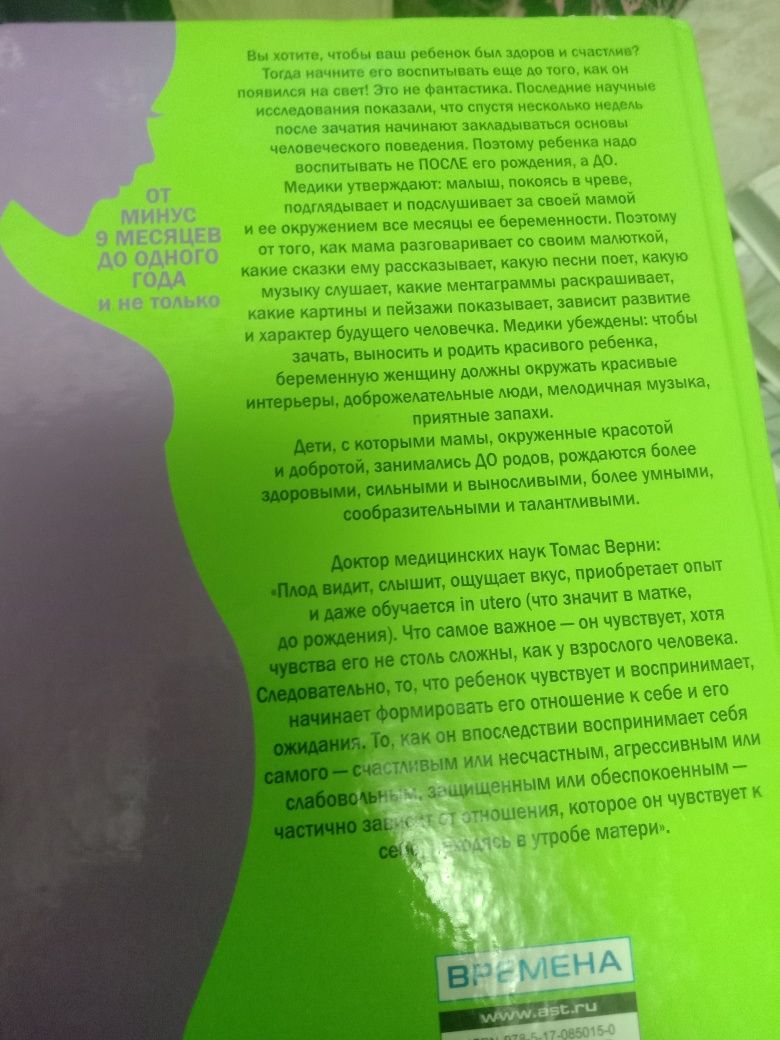 Вы хотите, чтобы ваш ребенок был здоров и счастлив?
Тогда начните его воспитывать еще до того, как он
появился на свет! Это не фантастика. Последние научные
исследования показали, что спустя несколько недель
после зачатия начинают закладываться основы
человеческого поведения. Поэтому ребенка надо
воспитывать не ПОСЛЕ его рождения, а ДО.
Медики утверждают: малыш, покоясь в чреве,
подглядывает и подслушивает за своей мамой
и ее окружением все месяцы ее беременности. Поэтому
от того, как мама разговаривает со своим малюткой,
какие сказки ему рассказывает, какую песни поет, какую
музыку слушает, какие ментаграммы раскрашивает,
какие картины и пейзажи показывает, зависит развитие
и характер будущего человечка. Медики убеждены: чтобы
зачать, выносить и родить красивого ребенка,
беременную женщину должны окружать красивые
интерьеры, доброжелательные люди, мелодичная музыка,
приятные запахи.
Дети, с которыми мамы, окруженные красотой
и добротой, занимались ДО родов, рождаются более
здоровыми, сильными и выносливыми, более умными,
сообразительными и талантливыми.
Доктор медицинских наук Томас Верни:
«Плод видит, слышит, ощущает вкус, приобретает опыт
и даже обучается in utero (что значит в матке,
до рождения). Что самое важное — он чувствует, хотя
чувства его не столь сложны, как у взрослого человека.
Следовательно, то, что ребенок чувствует и воспринимает,
начинает формировать его отношение к себе и его
ожидания. То, как он впоследствии воспринимает себя
самого — счастливым или несчастным, агрессивным или
слабовольным, защищенным или обеспокоенным —
частично зависит от отношения, которое он чувствует к
в утробе матери».
ОТ
МИНУС
9 МЕСЯЦЕВ
ДО ОДНОГО
ГОДА
и не только
ВРЕМЕНА
www.ast.ru
978-5-17-085015-0